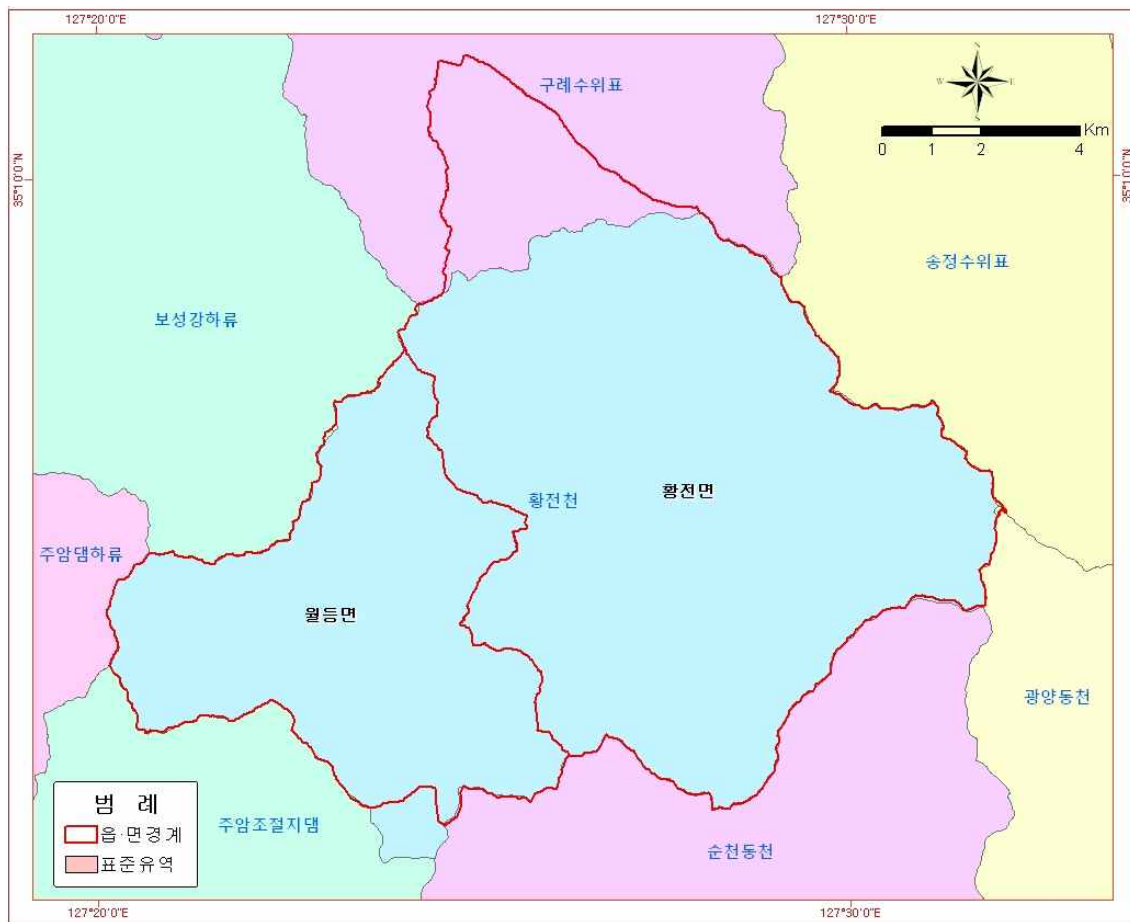 127°20'0"E
127°30'0"E
구례수위표
N
W
E
S
Km
0 1 2 4
35°10'0"N
35°10'0"N
송정수위표
보성강하류
황전면
황전천
주암댐하류
월등면
광양동천
범 례
읍·면경계
표준유역
주암조절지댐
순천동천
127°20'0"E
127°30'0"E